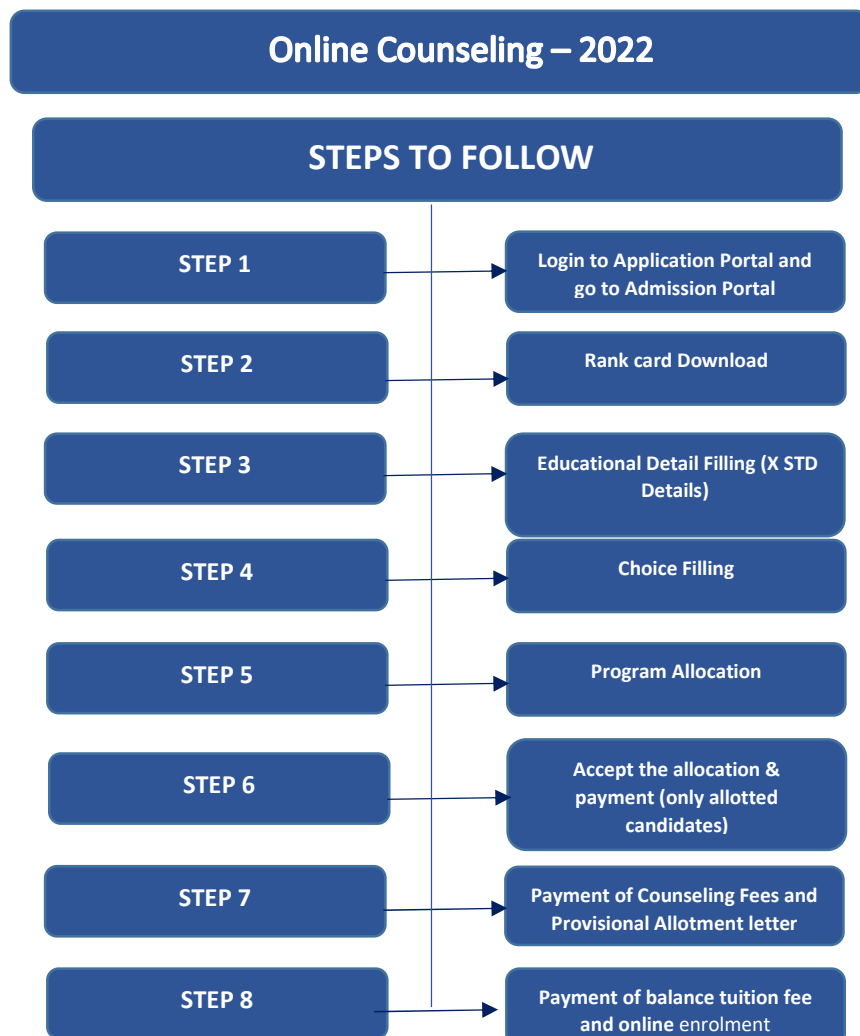 Online Counseling – 2022
STEPS TO FOLLOW
STEP 1
Login to Application Portal and
go to Admission Portal
STEP 2
Rank card Download
STEP 3
Educational Detail Filling (X STD
Details)
STEP 4
Choice Filling
STEP 5
Program Allocation
STEP 6
Accept the allocation &
payment (only allotted
candidates)
STEP 7
Payment of Counseling Fees and
Provisional Allotment letter
STEP 8
Payment of balance tuition fee
and online enrolment